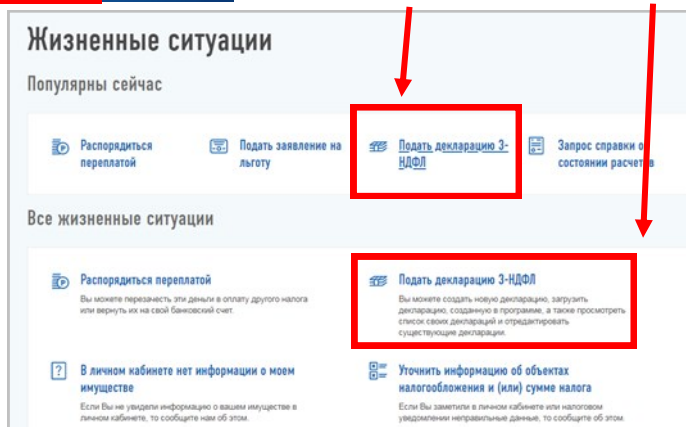 Жизненные ситуации
Популярны сейчас
Распорядиться
переплатой
Подать заявление на
льготу
Подать декларацию 3-
НДФЛ
Запрос справки о
состоянии расчетов
Все жизненные ситуации
Распорядиться переплатой
Вы можете перезачесть эти деньги в оплату другого налога
или вернуть их на свой банковский счет.
Подать декларацию 3-НДФЛ
Вы можете создать новую декларацию, загрузить
декларацию, созданную в программе, а также просмотреть
список своих деклараций и отредактировать
существующие декларации.
В личном кабинете нет информации о моем
имуществе
Если Вы не увидели информацию о вашем имуществе в
личном кабинете, то сообщите нам об этом.
Уточнить информацию об объектах
налогообложения и (или) сумме налога
Если Вы заметили в личном кабинете или налоговом
уведомлении неправильные данные, то сообщите об этом.